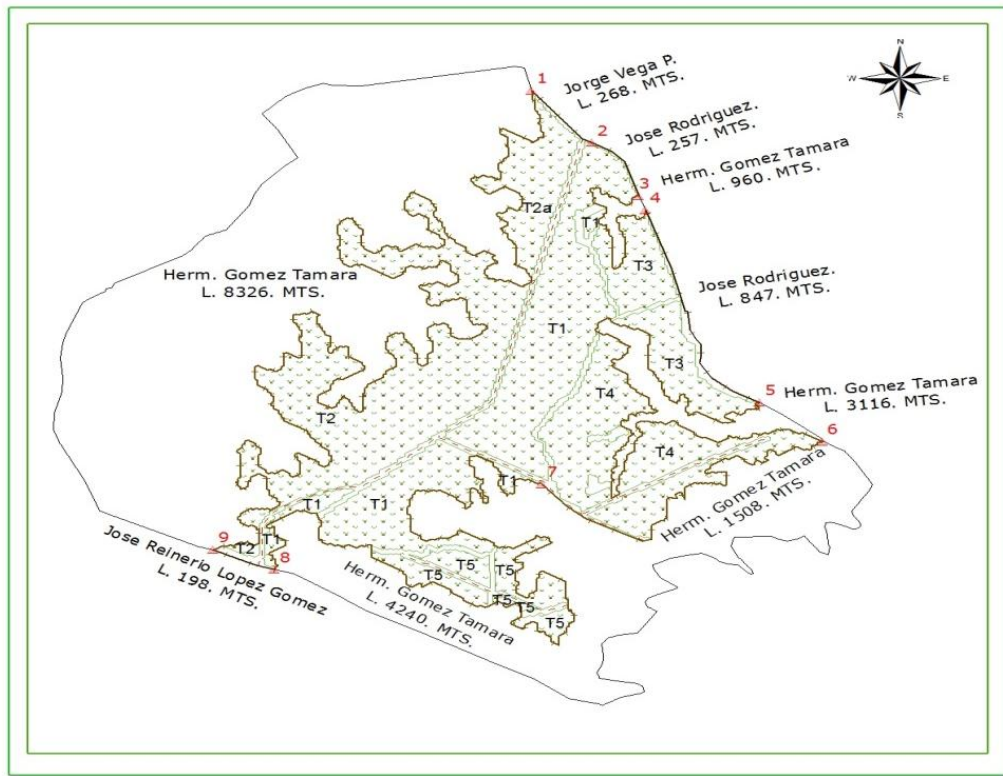 N
W E
S
1
Jorge Vega P.
L. 268. MTS.
2
Jose Rodriguez.
L. 257. MTS.
3
Herm. Gomez Tamara
L. 960. MTS.
4
T2a
T1
T3
Herm. Gomez Tamara
L. 8326. MTS.
Jose Rodriguez.
L. 847. MTS.
T1
T3
T4
5
Herm. Gomez Tamara
L. 3116. MTS.
T2
6
T4
7
T1
Herm. Gomez Tamara
L. 1508. MTS.
T1
T1
9
T2
T1
8
Jose Reinerio Lopez Gomez
L. 198. MTS.
Herm. Gomez Tamara
L. 4240. MTS.
T5
T5
T5
T5
T5
T5